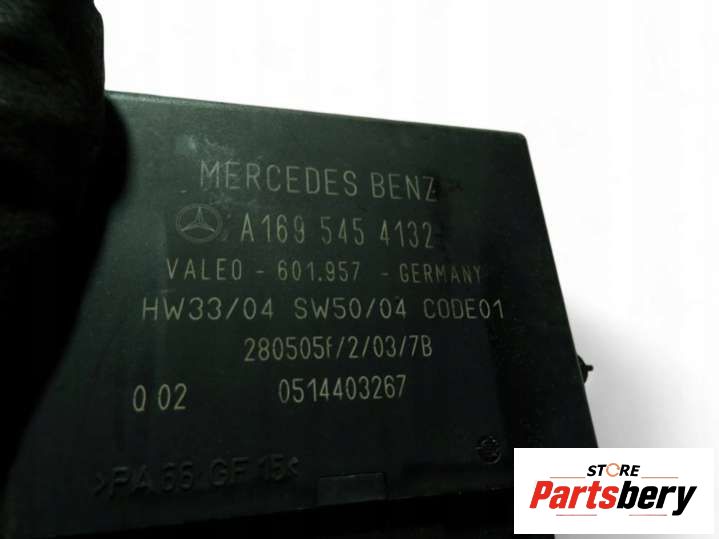 MERCEDES BENZ
A169 545 4132
VALEO - 601.957 - GERMANY
HW33/04 SW50/04 CODE01
280505f/2/03/7B
Q 02 0514403267
>PA 66 GF 15<
STORE
Partsbery